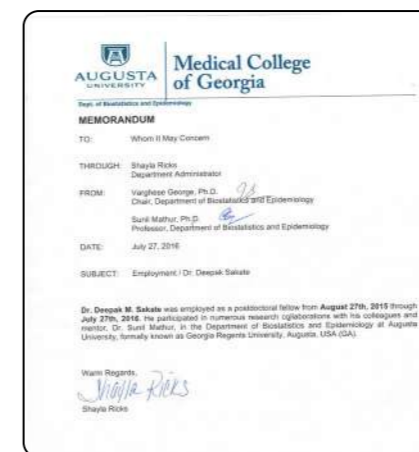 AUGUSTA
UNIVERSITY
Medical College
of Georgia
Dept. of Biostatistics and Epidemiology
MEMORANDUM
TO: Whom It May Concern
THROUGH: Shayla Ricks
Department Administrator
FROM: Varghese George, Ph.D.
Chair, Department of Biostatistics and Epidemiology
Sunil Mathur, Ph.D.
Professor, Department of Biostatistics and Epidemiology
DATE: July 27, 2016
SUBJECT: Employment / Dr. Deepak Sakate
Dr. Deepak M. Sakate was employed as a postdoctoral fellow from August 27th, 2015 through
July 27th, 2016. He participated in numerous research collaborations with his colleagues and
mentor, Dr. Sunil Mathur, in the Department of Biostatistics and Epidemiology at Augusta
University, formally known as Georgia Regents University, Augusta, USA (GA).
Warm Regards,
Shayla Ricks
Shayla Ricks